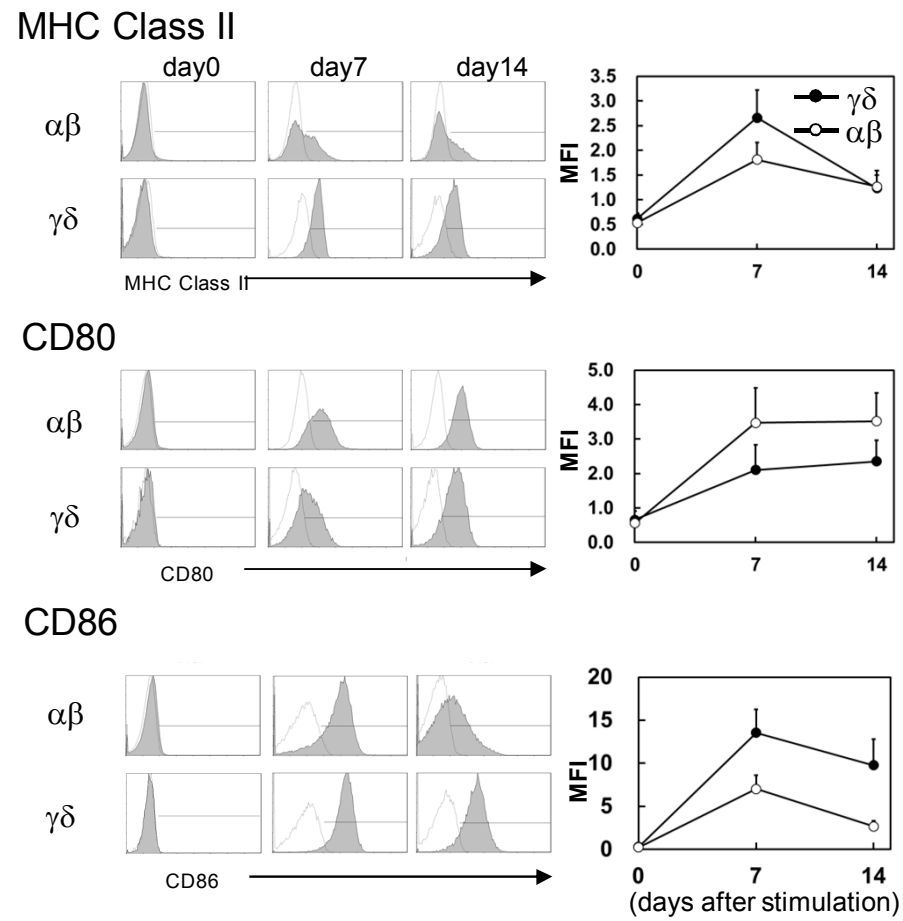 MHC Class II
day0 day7 day14
αβ
γδ
MHC Class II
3.5
3.0
2.5
2.0
1.5
1.0
0.5
0.0
MFI
γδ
αβ
0 7 14
CD80
αβ
γδ
CD80
5.0
4.0
3.0
2.0
1.0
0.0
MFI
0 7 14
CD86
αβ
γδ
CD86
20
15
10
5
0
MFI
0 7 14
(days after stimulation)